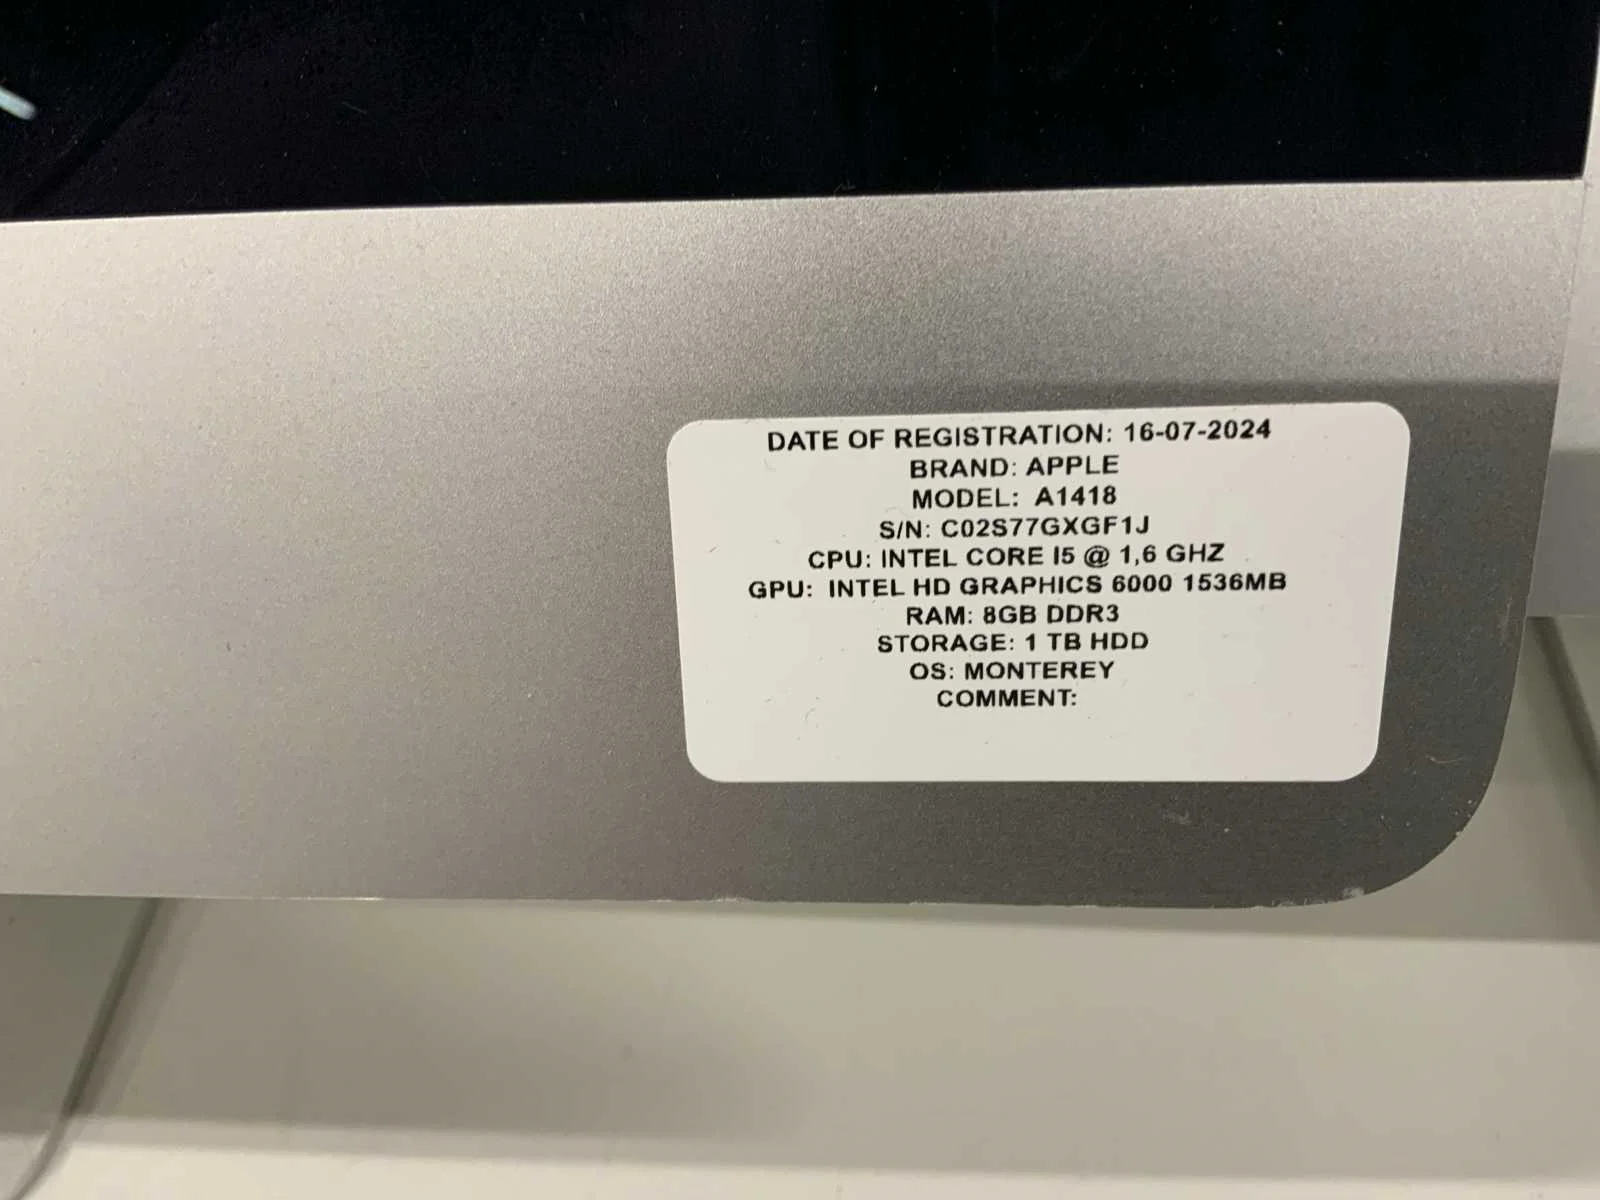 DATE OF REGISTRATION: 16-07-2024
BRAND: APPLE
MODEL: A1418
S/N: C02S77GXGF1J
CPU: INTEL CORE I5 @ 1,6 GHZ
GPU: INTEL HD GRAPHICS 6000 1536MB
RAM: 8GB DDR3
STORAGE: 1 TB HDD
OS: MONTEREY
COMMENT: